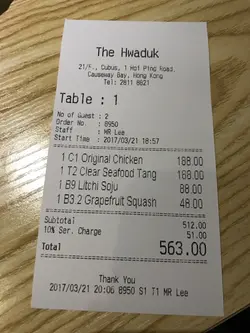 The Hwaduk
21/F., Cubus, 1 Hoi Ping Road,
Causeway Bay, Hong Kong
Tel: 2811 8621
Table : 1
No of Guest : 2
Order No : 8950
Staff : MR Lee
Start Time : 2017/03/21 18:57
1 C1 Original Chicken 188.00
1 T2 Clear Seafood Tang 188.00
1 B9 Litchi Soju 88.00
1 B3.2 Grapefruit Squash 48.00
Subtotal 512.00
10% Ser. Charge 51.00
Total 563.00
Thank You
2017/03/21 20:06 8950 S1 T1 MR Lee